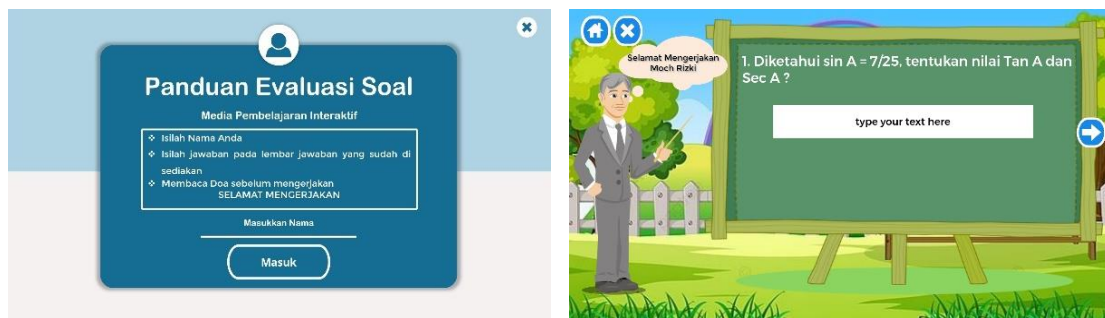 Panduan Evaluasi Soal
Media Pembelajaran Interaktif
❖ Isilah Nama Anda
❖ Isilah jawaban pada lembar jawaban yang sudah di
sediakan
❖ Membaca Doa sebelum mengerjakan
SELAMAT MENGERJAKAN
Masukkan Nama
Masuk
Selamat Mengerjakan
Moch Rizki
1. Diketahui sin A = 7/25, tentukan nilai Tan A dan
Sec A ?
type your text here